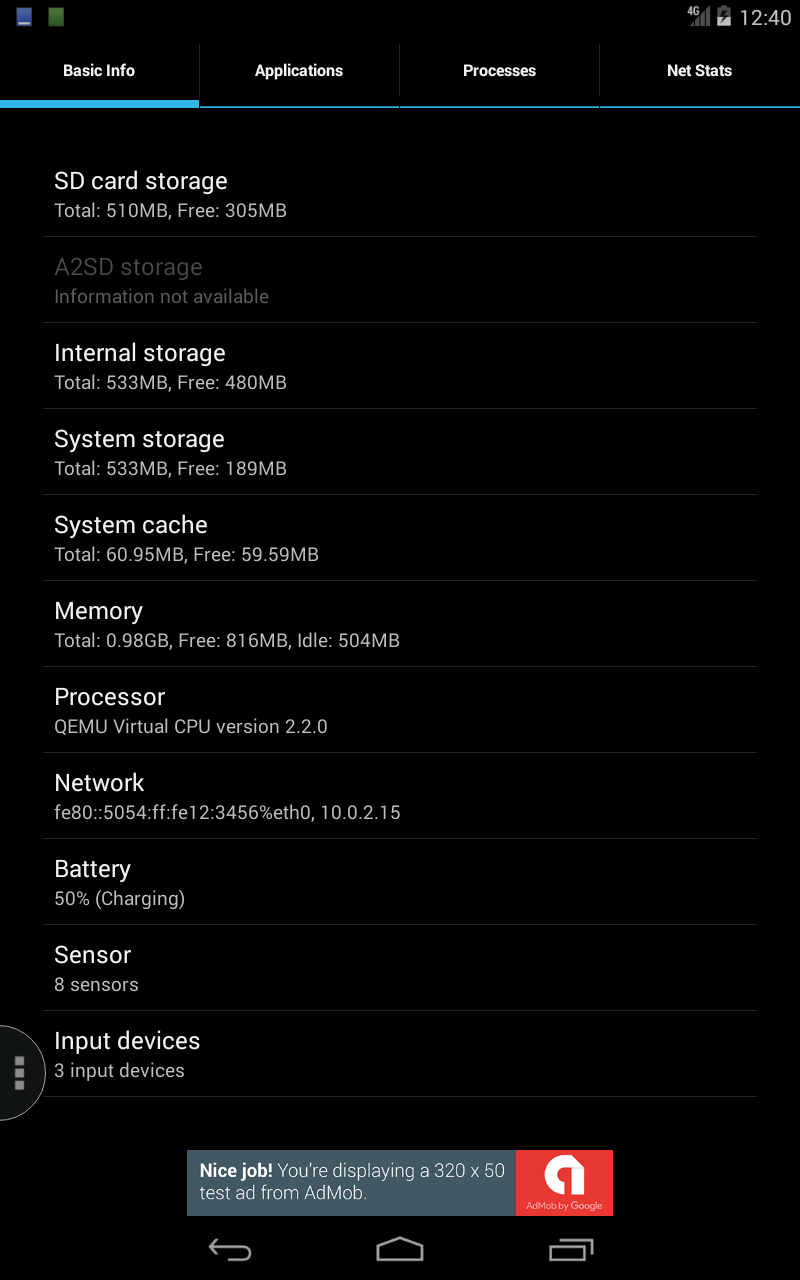 4G 12:40
Basic Info Applications Processes Net Stats
SD card storage
Total: 510MB, Free: 305MB
A2SD storage
Information not available
Internal storage
Total: 533MB, Free: 480MB
System storage
Total: 533MB, Free: 189MB
System cache
Total: 60.95MB, Free: 59.59MB
Memory
Total: 0.98GB, Free: 816MB, Idle: 504MB
Processor
QEMU Virtual CPU version 2.2.0
Network
fe80::5054:ff:fe12:3456%eth0, 10.0.2.15
Battery
50% (Charging)
Sensor
8 sensors
Input devices
3 input devices
Nice job! You're displaying a 320 x 50
test ad from AdMob.
AdMob by Google